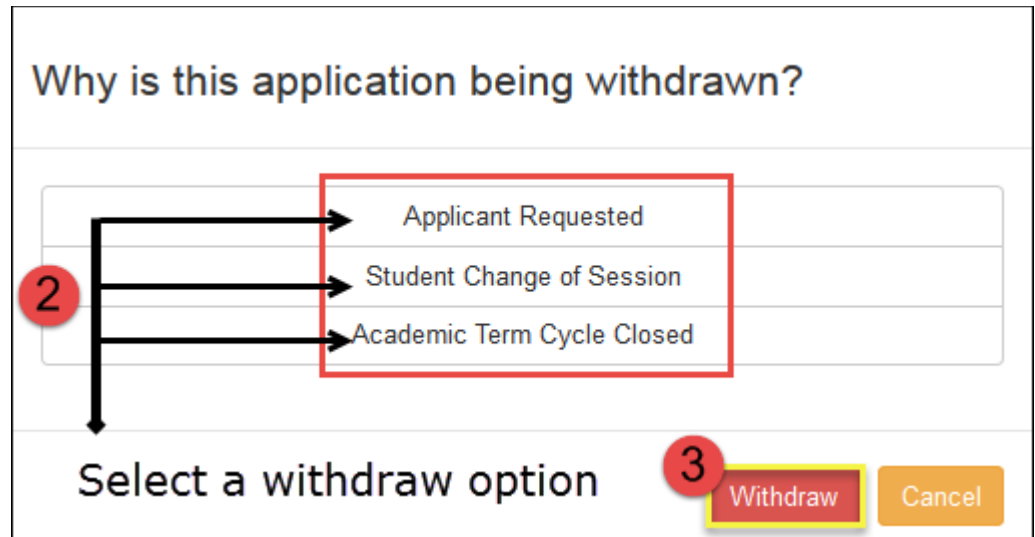 Why is this application being withdrawn?
Applicant Requested
2
Student Change of Session
Academic Term Cycle Closed
Select a withdraw option
3
Withdraw
Cancel